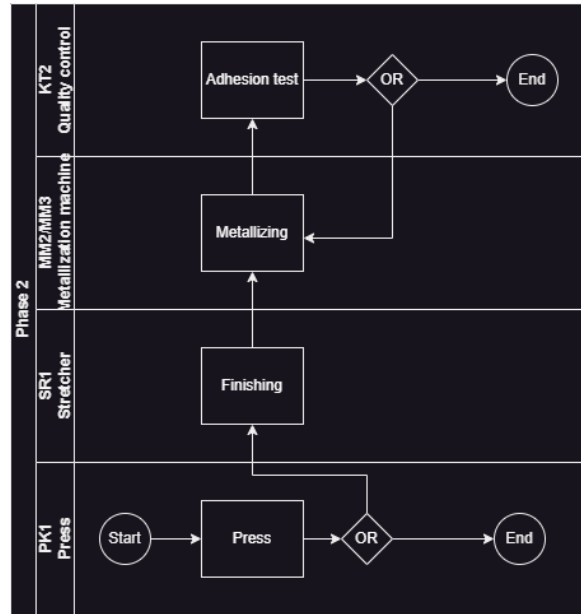 Phase 2
KT2
Quality control
Adhesion test
OR
End
MM2/MM3
Metallization machine
Metallizing
SR1
Stretcher
Finishing
PK1
Press
Start
Press
OR
End